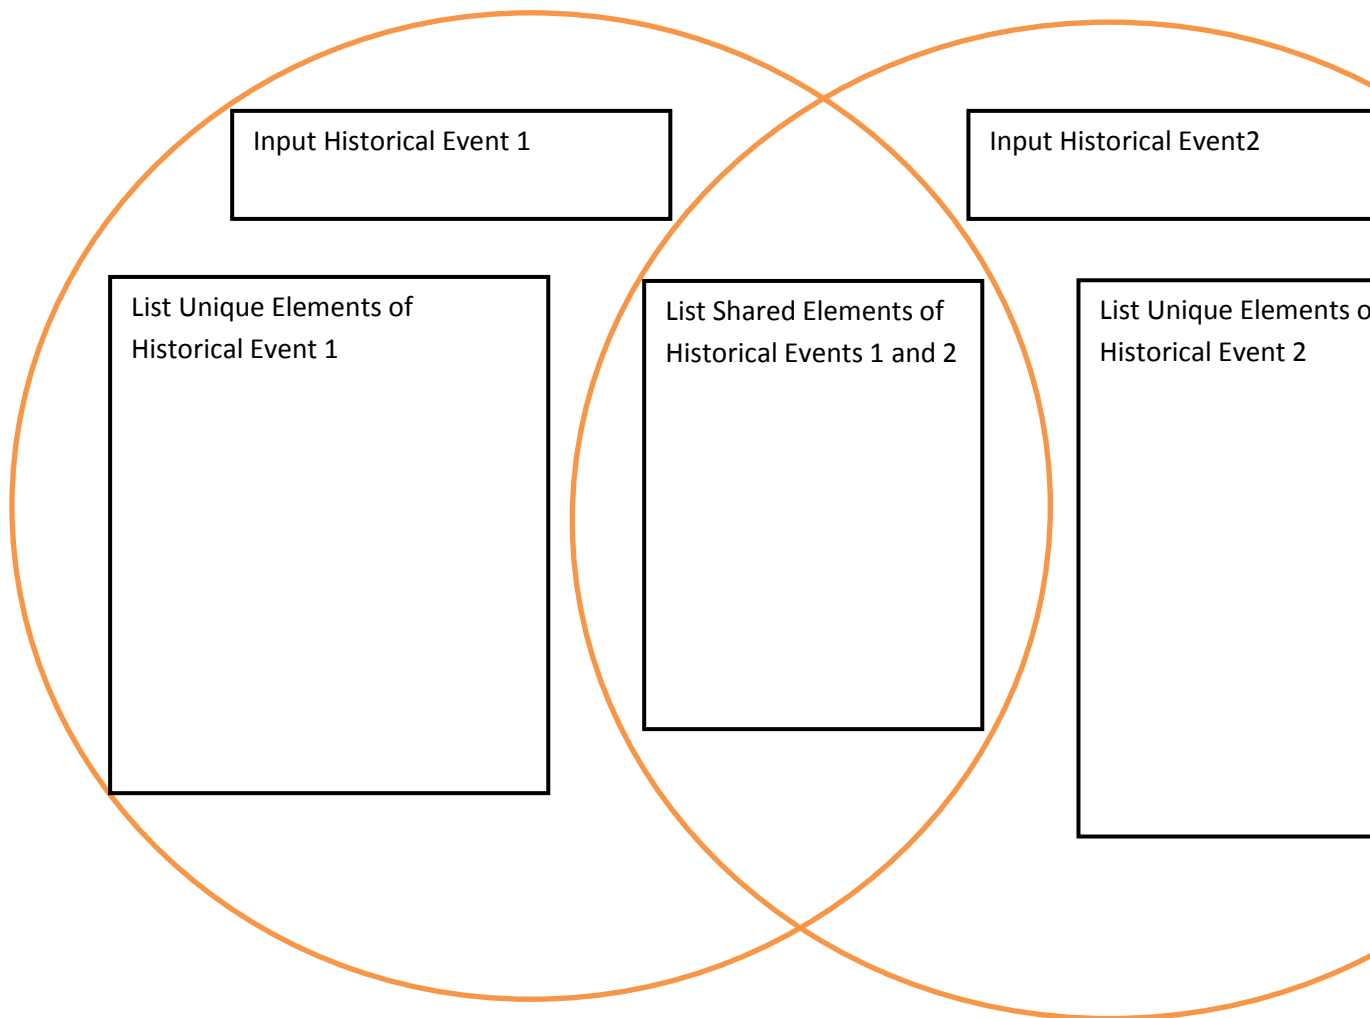 Input Historical Event 1
Input Historical Event2
List Unique Elements of
Historical Event 1
List Shared Elements of
Historical Events 1 and 2
List Unique Elements
Historical Event 2